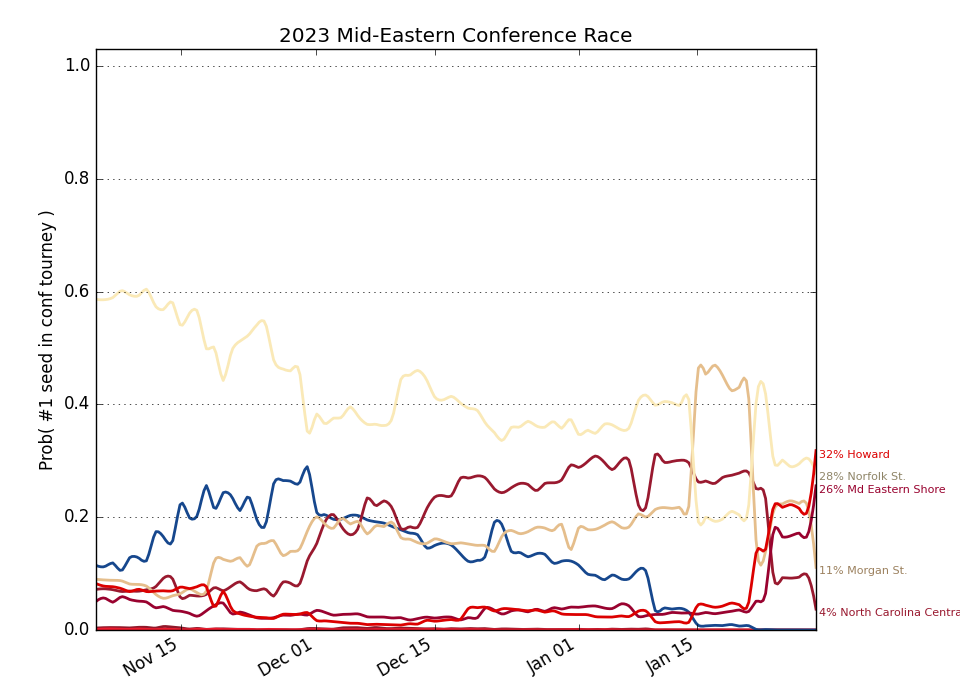 2023 Mid-Eastern Conference Race
Prob( #1 seed in conf tourney )
1.0
0.8
0.6
0.4
0.2
0.0
Nov 15
Dec 01
Dec 15
Jan 01
Jan 15
32% Howard
28% Norfolk St.
26% Md Eastern Shore
11% Morgan St.
4% North Carolina Centra